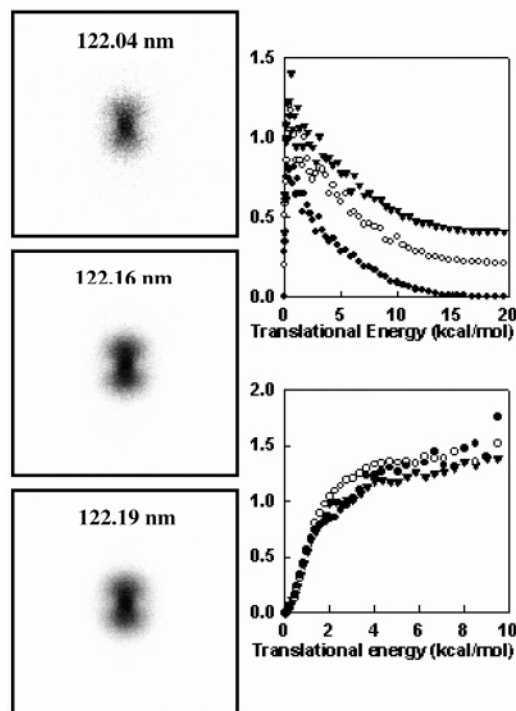 122.04 nm
122.16 nm
122.19 nm
1.5
1.0
0.5
0.0
0 5 10 15 20
Translational Energy (kcal/mol)
2.0
1.5
1.0
0.5
0.0
0 2 4 6 8 10
Translational energy (kcal/mol)